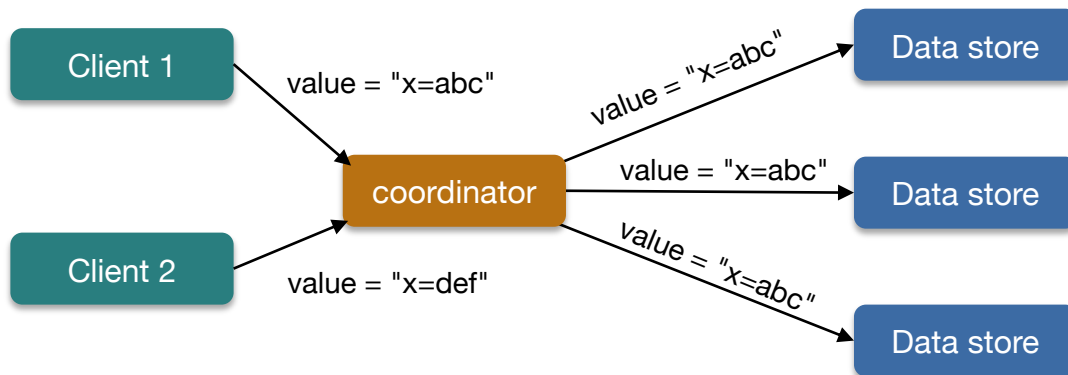 Client 1
value = "x=abc"
Client 2
value = "x=def"
coordinator
value = "x=abc"
value = "x=abc"
value = "x=abc"
Data store
Data store
Data store